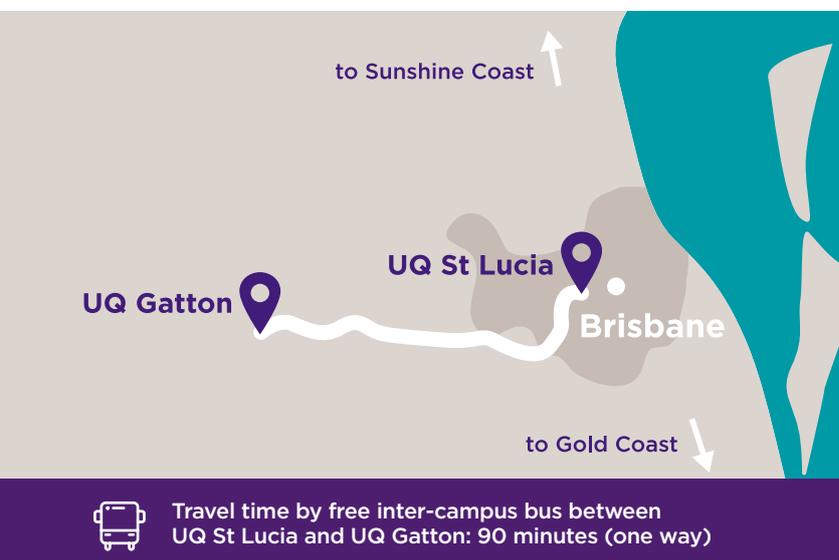 to Sunshine Coast
UQ St Lucia
UQ Gatton
Brisbane
to Gold Coast
Travel time by free inter-campus bus between
UQ St Lucia and UQ Gatton: 90 minutes (one way)